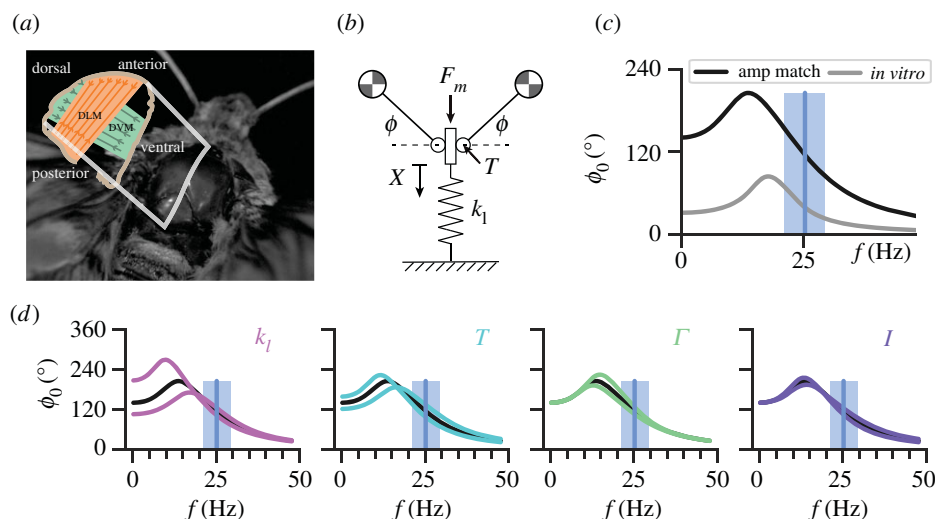 (a)
dorsal
anterior
DLM
DVM
ventral
posterior
(b)
F_m
ϕ
ϕ
X
T
k_l
(c)
amp match
in vitro
240
120
0
ϕ_0 (°)
0
25
f (Hz)
(d)
360
240
120
0
ϕ_0 (°)
k_l
T
Γ
I
0
25
50
0
25
50
0
25
50
0
25
50
f (Hz)
f (Hz)
f (Hz)
f (Hz)